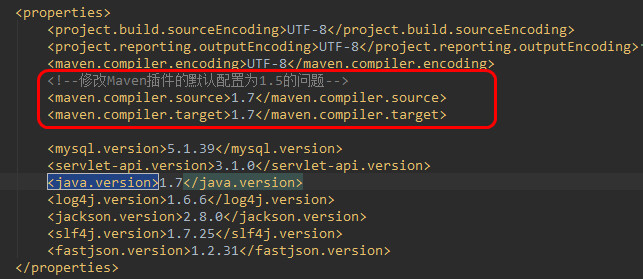 <properties>
<project.build.sourceEncoding>UTF-8</project.build.sourceEncoding>
<project.reporting.outputEncoding>UTF-8</project.reporting.outputEncoding>
<maven.compiler.encoding>UTF-8</maven.compiler.encoding>
<!--修改Maven插件的默认配置为1.5的问题-->
<maven.compiler.source>1.7</maven.compiler.source>
<maven.compiler.target>1.7</maven.compiler.target>
<mysql.version>5.1.39</mysql.version>
<servlet-api.version>3.1.0</servlet-api.version>
<java.version>1.7</java.version>
<log4j.version>1.6.6</log4j.version>
<jackson.version>2.8.0</jackson.version>
<slf4j.version>1.7.25</slf4j.version>
<fastjson.version>1.2.31</fastjson.version>
</properties>